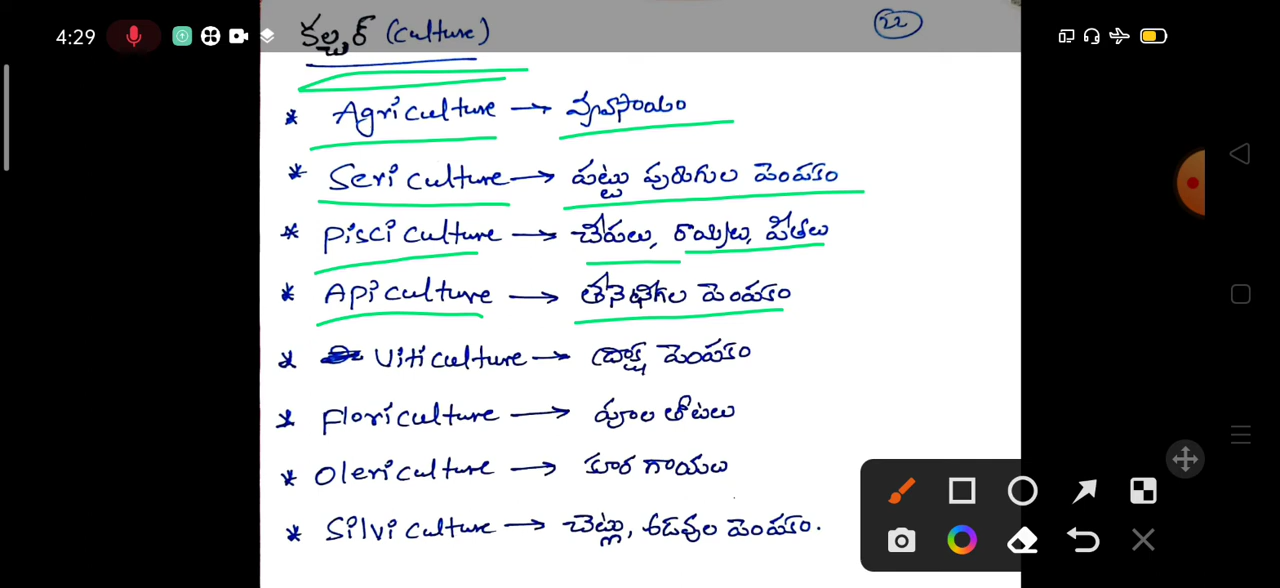 4:29
కల్చర్ (culture)
22
* Agriculture → వ్యవసాయం
* Sericulture → పట్టు పురుగుల పెంపకం
* Pisciculture → చేపలు, రొయ్యలు, పీతలు
* Apiculture → తేనెటీగల పెంపకం
* Viticulture → ద్రాక్ష పెంపకం
* Floriculture → పూల తోటలు
* Olericulture → కూర గాయలు
* Silviculture → చెట్లు, అడవుల పెంపకం.